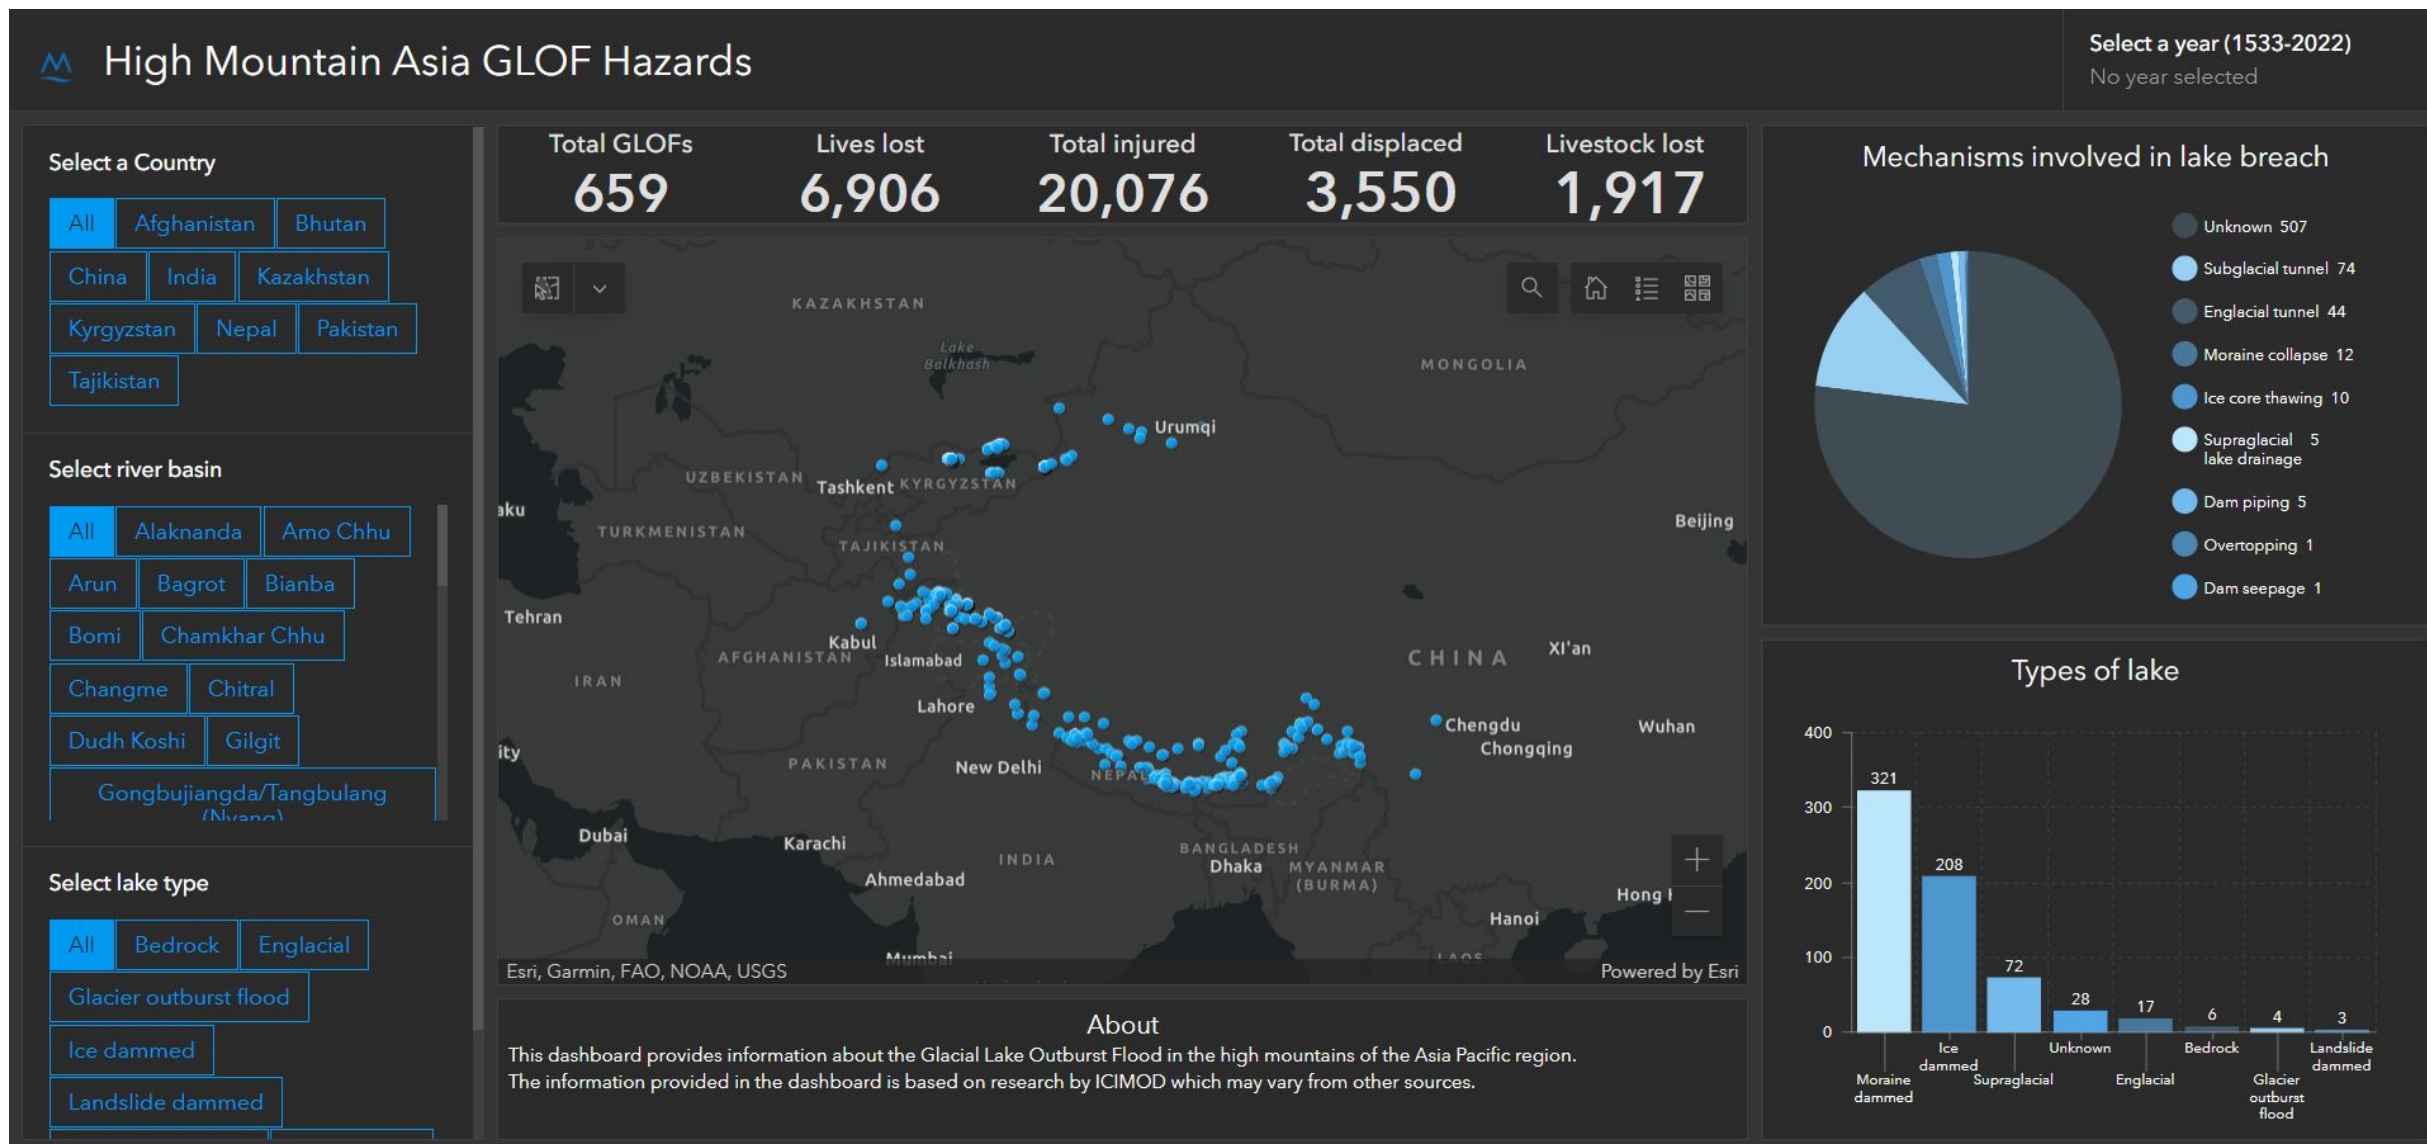 High Mountain Asia GLOF Hazards
Select a year (1533-2022)
No year selected
Select a Country
All
Afghanistan
Bhutan
China
India
Kazakhstan
Kyrgyzstan
Nepal
Pakistan
Tajikistan
Select river basin
All
Alaknanda
Amo Chhu
Arun
Bagrot
Bianba
Bomi
Chamkhar Chhu
Changme
Chitral
Dudh Koshi
Gilgit
Gongbujiangda/Tangbulang
(Nyang)
Select lake type
All
Bedrock
Englacial
Glacier outburst flood
Ice dammed
Landslide dammed
Total GLOFs
659
Lives lost
6,906
Total injured
20,076
Total displaced
3,550
Livestock lost
1,917
KAZAKHSTAN
Lake
Balkhash
MONGOLIA
Urumqi
UZBEKISTAN
Tashkent
KYRGYZSTAN
aku
TURKMENISTAN
TAJIKISTAN
Beijing
Tehran
Kabul
AFGHANISTAN
Islamabad
CHINA
XI'an
IRAN
Lahore
Chengdu
Wuhan
Chongqing
ity
PAKISTAN
New Delhi
NEPAL
Dubai
Karachi
INDIA
BANGLADESH
Dhaka
MYANMAR
(BURMA)
Ahmedabad
Hong
OMAN
Hanoi
Mumbai
LAOS
Esri, Garmin, FAO, NOAA, USGS
Powered by Esri
About
This dashboard provides information about the Glacial Lake Outburst Flood in the high mountains of the Asia Pacific region.
The information provided in the dashboard is based on research by ICIMOD which may vary from other sources.
Mechanisms involved in lake breach
Unknown 507
Subglacial tunnel 74
Englacial tunnel 44
Moraine collapse 12
Ice core thawing 10
Supraglacial 5
lake drainage
Dam piping 5
Overtopping 1
Dam seepage 1
Types of lake
400
300
200
100
0
321
208
72
28
17
6
4
3
Moraine
dammed
Ice
dammed
Supraglacial
Unknown
Englacial
Bedrock
Glacier
outburst
flood
Landslide
dammed